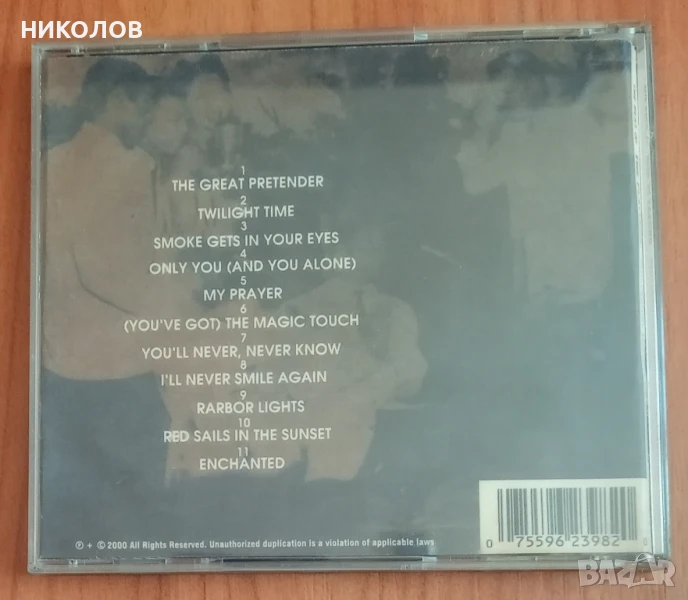 НИКОЛОВ
1
THE GREAT PRETENDER
2
TWILIGHT TIME
3
SMOKE GETS IN YOUR EYES
4
ONLY YOU (AND YOU ALONE)
5
MY PRAYER
6
(YOU'VE GOT) THE MAGIC TOUCH
7
YOU'LL NEVER, NEVER KNOW
8
I'LL NEVER SMILE AGAIN
9
RARBOR LIGHTS
10
RED SAILS IN THE SUNSET
11
ENCHANTED
℗ + © 2000 All Rights Reserved. Unauthorized duplication is a violation of applicable laws
0 75596 23982 0
BAZAR